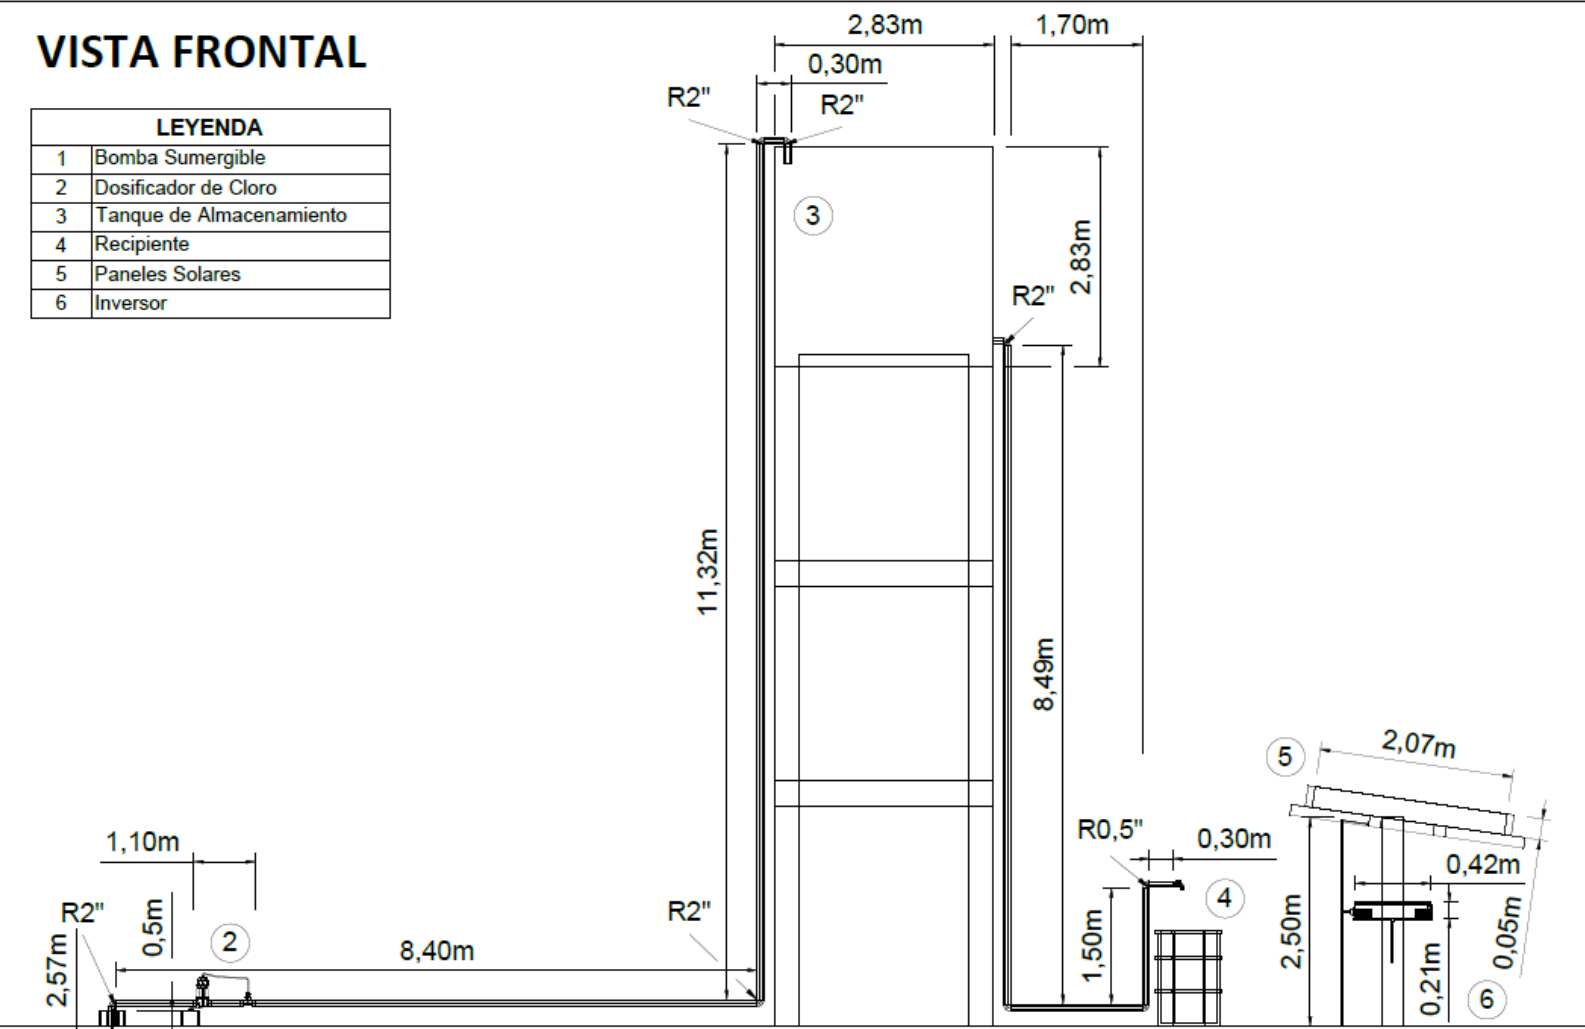 VISTA FRONTAL
LEYENDA
1 Bomba Sumergible
2 Dosificador de Cloro
3 Tanque de Almacenamiento
4 Recipiente
5 Paneles Solares
6 Inversor
2,83m
1,70m
0,30m
R2"
R2"
3
2,83m
R2"
11,32m
8,49m
5
2,07m
1,10m
R0,5"
0,30m
0,42m
R2"
0,5m
2
R2"
4
2,57m
8,40m
1,50m
2,50m
0,05m
0,21m
6